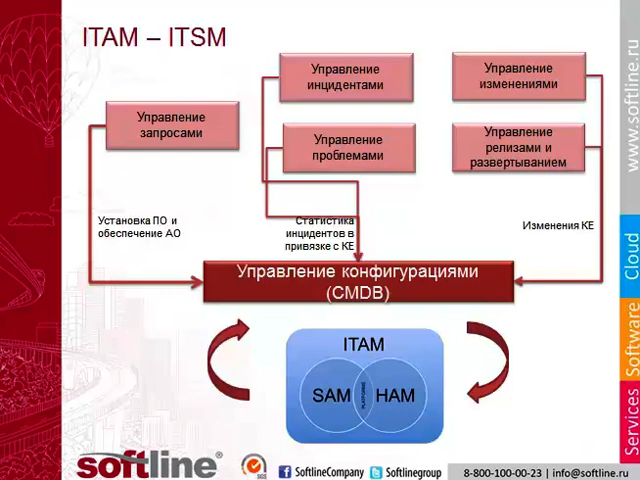 ITAM – ITSM
Управление
инцидентами
Управление
изменениями
Управление
запросами
Управление
проблемами
Управление
релизами и
развертыванием
Установка ПО и
обеспечение АО
Статистика
инцидентов в
привязке с КЕ
Изменения КЕ
Управление конфигурациями
(CMDB)
ITAM
SAM
HAM
www.softline.ru
Cloud
Software
Services
softline®
SoftlineCompany
Softlinegroup
8-800-100-00-23 | info@softline.ru